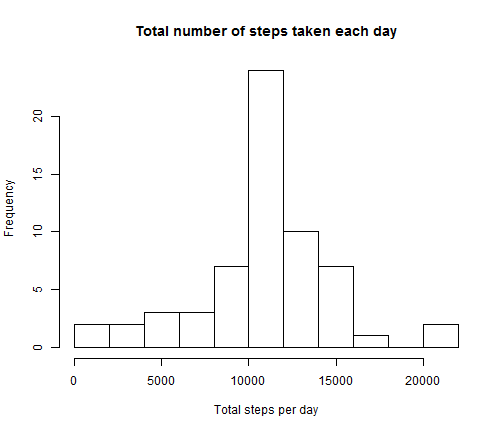 Total number of steps taken each day
Frequency
20
15
10
5
0
0 5000 10000 15000 20000
Total steps per day